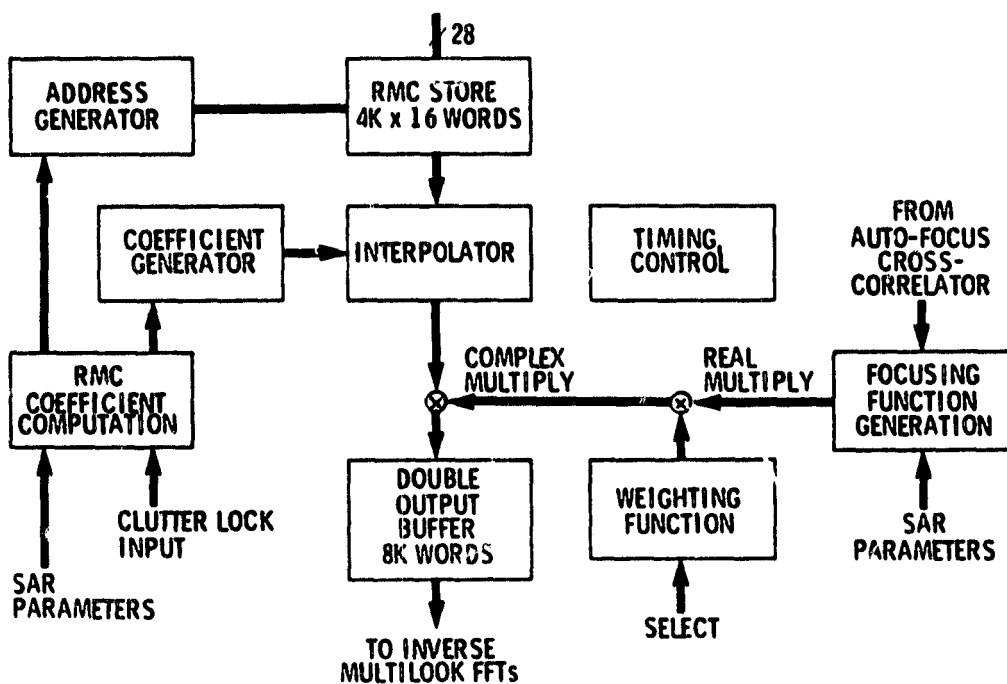 28
ADDRESS
GENERATOR
RMC STORE
4K x 16 WORDS
COEFFICIENT
GENERATOR
INTERPOLATOR
TIMING
CONTROL
FROM
AUTO-FOCUS
CROSS-
CORRELATOR
RMC
COEFFICIENT
COMPUTATION
COMPLEX
MULTIPLY
REAL
MULTIPLY
FOCUSING
FUNCTION
GENERATION
DOUBLE
OUTPUT
BUFFER
8K WORDS
WEIGHTING
FUNCTION
CLUTTER LOCK
INPUT
SAR
PARAMETERS
SAR
PARAMETERS
SELECT
TO INVERSE
MULTILOOK FFTs